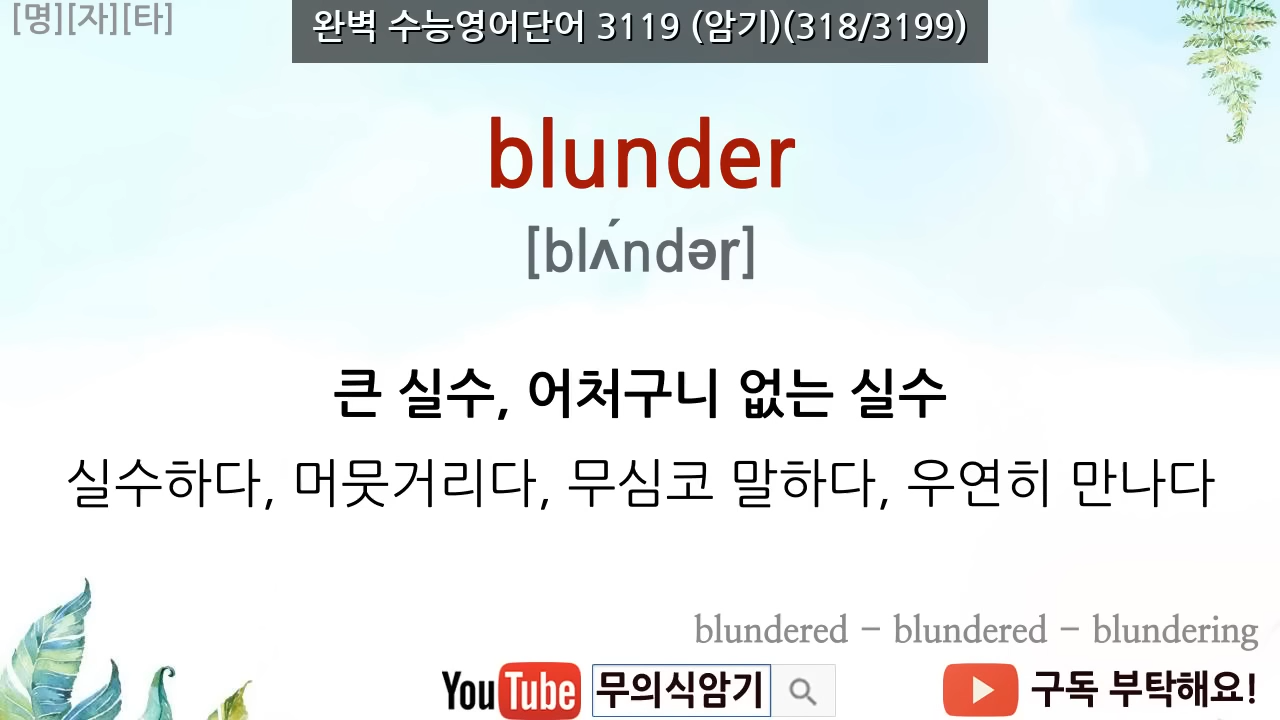 [명][자][타]
완벽 수능영어단어 3119 (암기)(318/3199)
blunder
[blʌ́ndəɼ]
큰 실수, 어처구니 없는 실수
실수하다, 머뭇거리다, 무심코 말하다, 우연히 만나다
blundered - blundered - blundering
YouTube 무의식암기
구독 부탁해요!